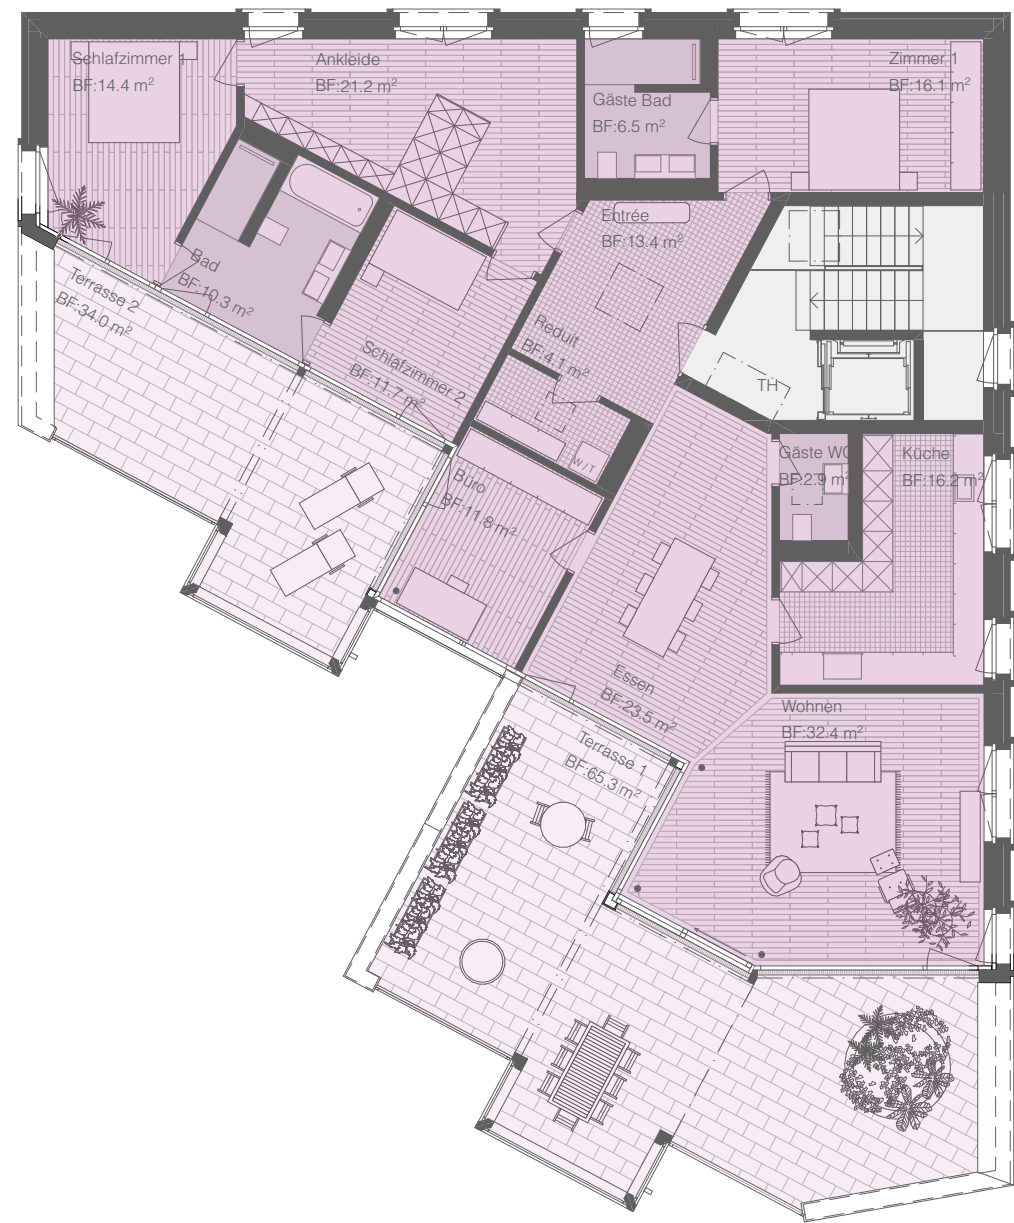 Schlafzimmer 1
BF:14.4 m²
Ankleide
BF:21.2 m²
Gäste Bad
BF:6.5 m²
Zimmer 1
BF:16.1 m²
Entrée
BF:13.4 m²
Bad
BF:10.3 m²
Terrasse 2
BF:34.0 m²
Schlafzimmer 2
BF:11.7 m²
Reduit
BF:4.1 m²
TH
W/T
Büro
BF:11.8 m²
Gäste WC
BF:2.9 m²
Küche
BF:16.2 m²
Essen
BF:23.5 m²
Wohnen
BF:32.4 m²
Terrasse 1
BF:65.3 m²